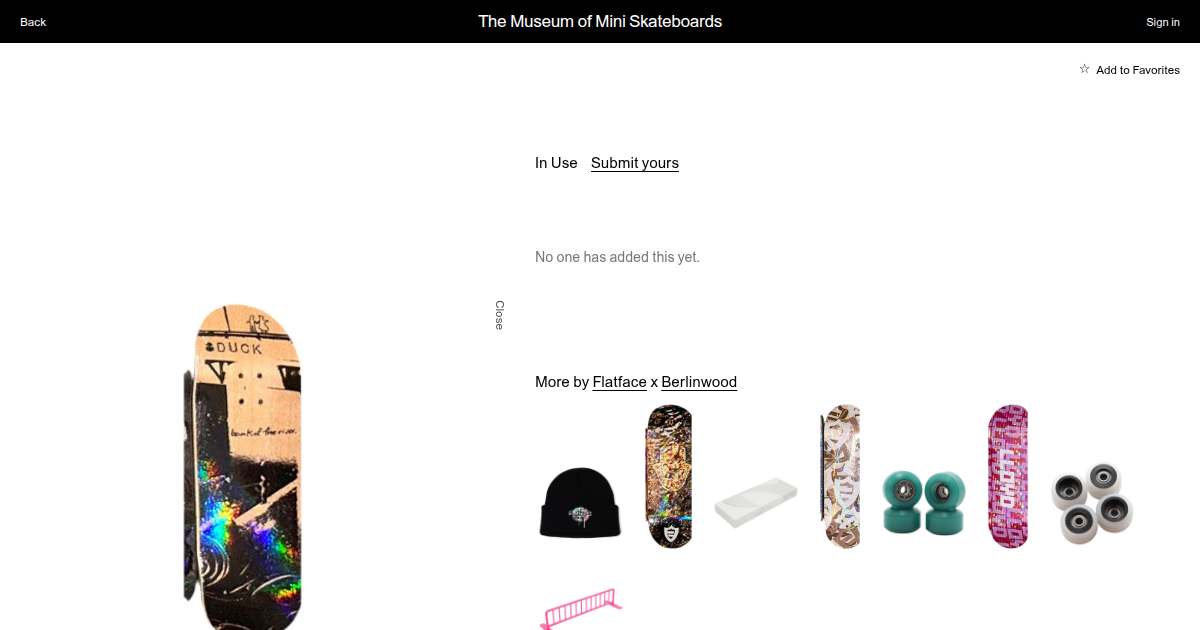 Back
The Museum of Mini Skateboards
Sign in
☆ Add to Favorites
In Use Submit yours
No one has added this yet.
Close
DUCK
More by Flatface x Berlinwood